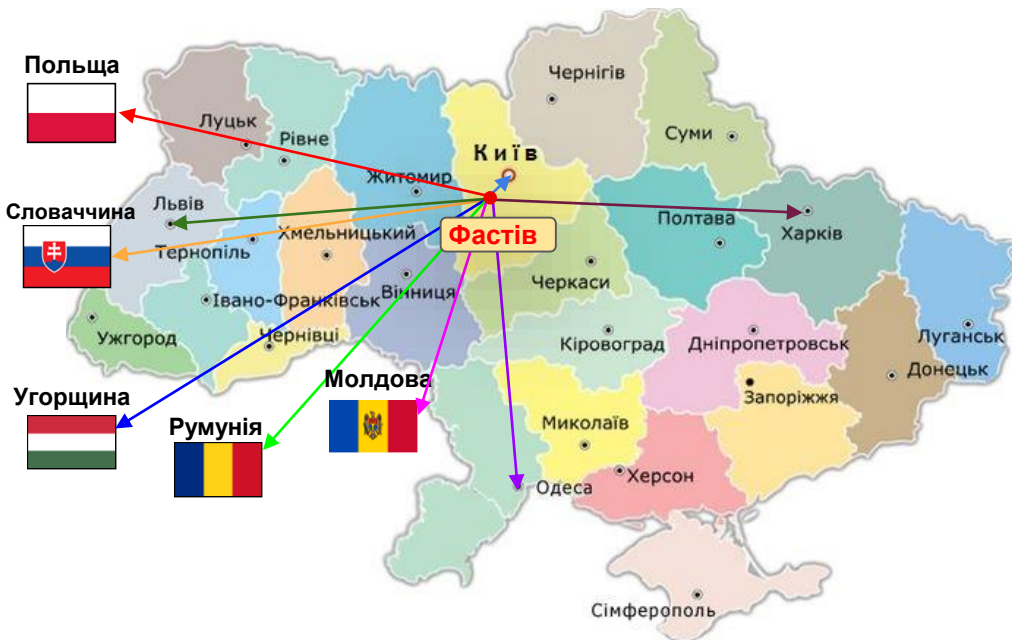 Польща
Чернігів
Луцьк
Рівне
Суми
Київ
Житомир
Словаччина
Львів
Полтава
Харків
Фастів
Тернопіль
Хмельницький
Черкаси
Івано-Франківськ
Вінниця
Ужгород
Чернівці
Кіровоград
Дніпропетровськ
Луганськ
Донецьк
Угорщина
Румунія
Молдова
Запоріжжя
Миколаїв
Одеса
Херсон
Сімферополь